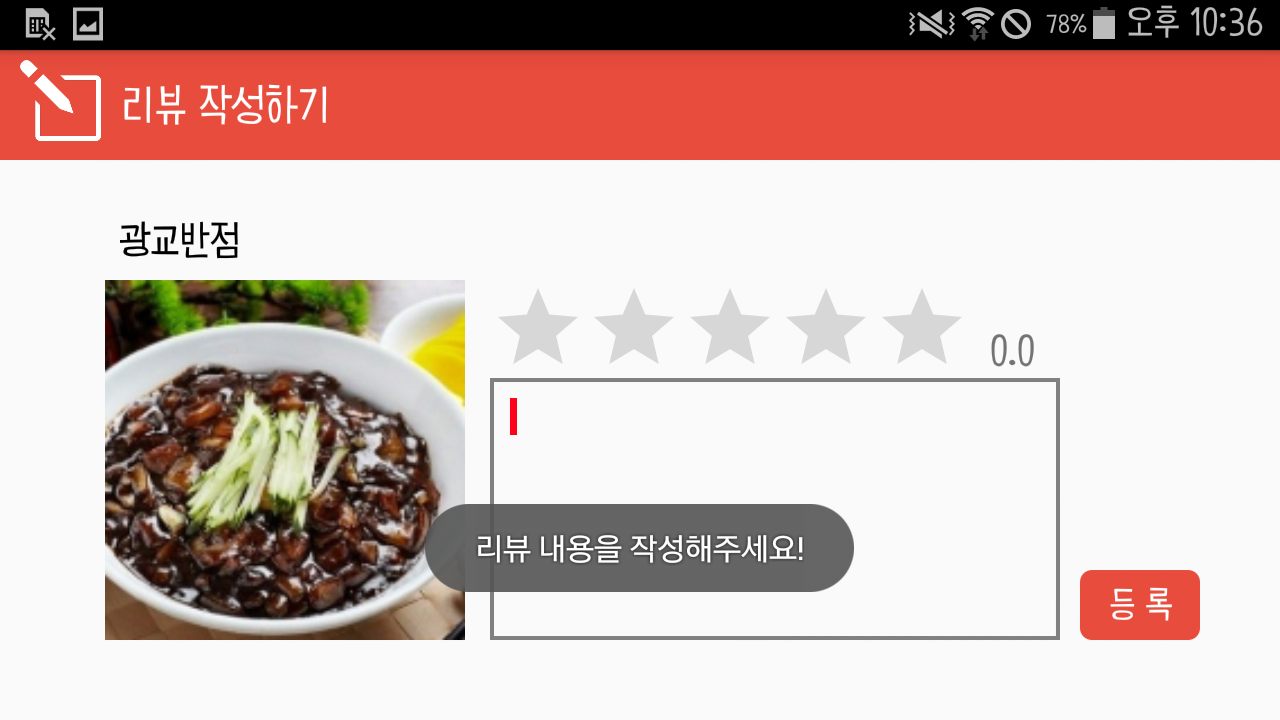 78% 오후 10:36
리뷰 작성하기
광교반점
0.0
리뷰 내용을 작성해주세요!
등록